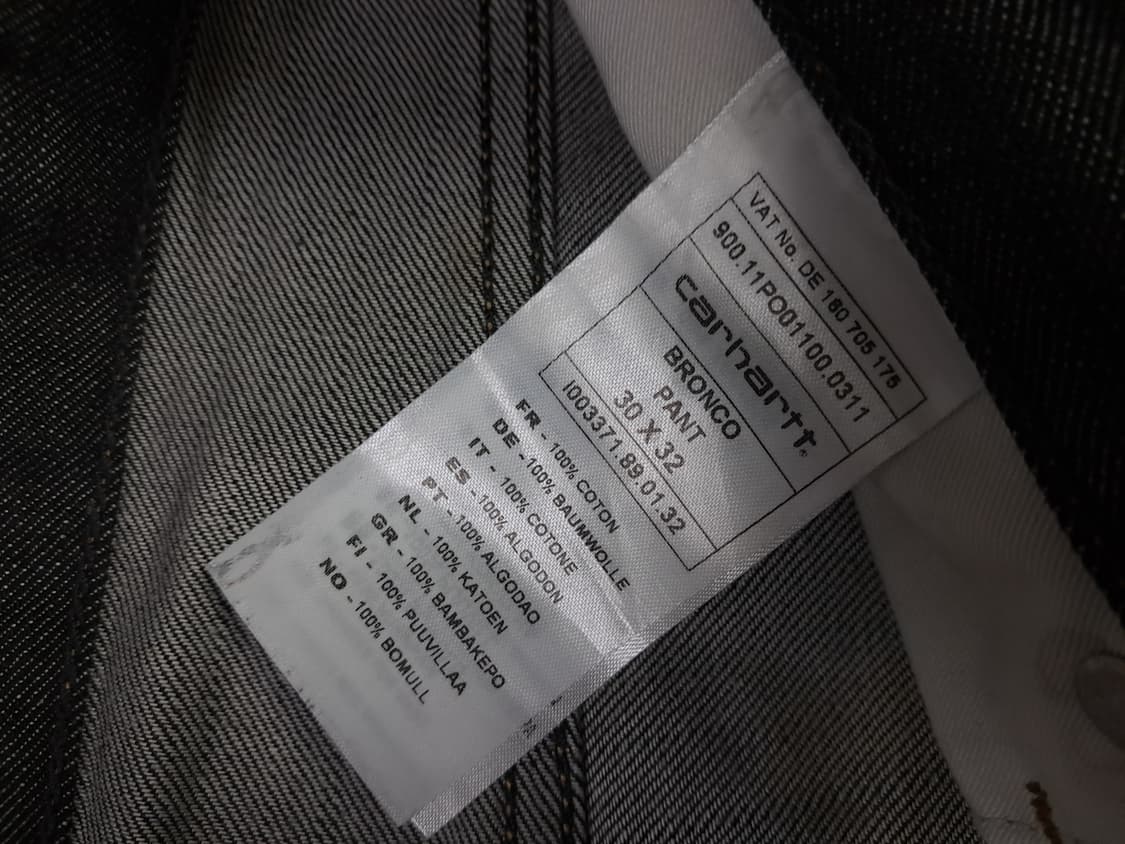 VAT No. DE 180 705 175
900.11PO01100.0311
carhartt.
BRONCO
PANT
30 X 32
I003371.89.01.32
FR - 100% COTON
DE - 100% BAUMWOLLE
IT - 100% COTONE
ES - 100% ALGODON
PT - 100% ALGODAO
NL - 100% KATOEN
GR - 100% BAMBAKEPO
FI - 100% PUUVILLAA
NO - 100% BOMULL